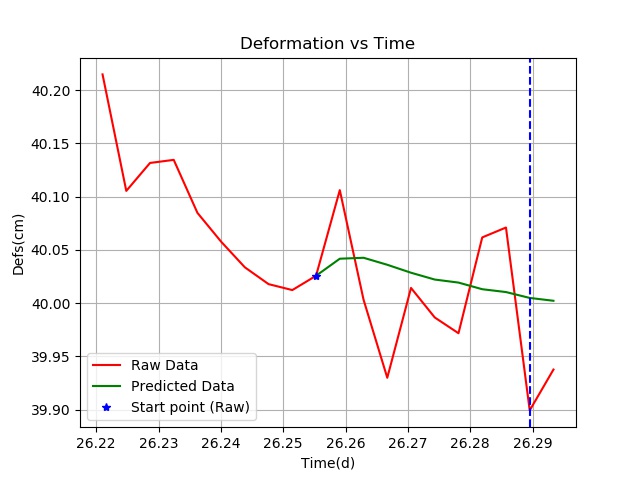 Deformation vs Time
Defs(cm)
40.20
40.15
40.10
40.05
40.00
39.95
39.90
Raw Data
Predicted Data
Start point (Raw)
26.22 26.23 26.24 26.25 26.26 26.27 26.28 26.29
Time(d)